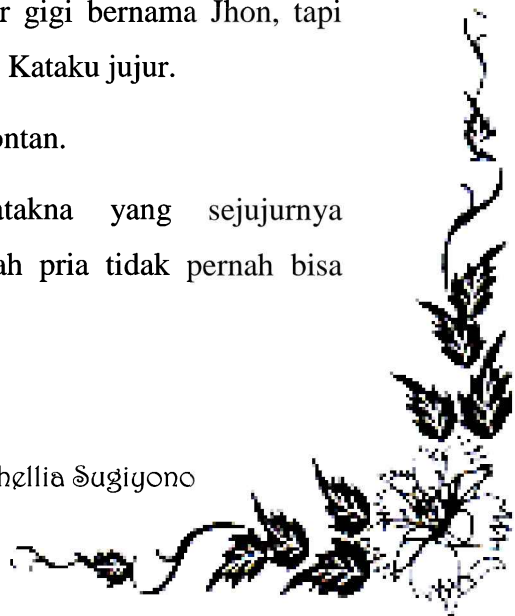 r gigi bernama Jhon, tapi
Kataku jujur.
ontan.
atakna yang sejujurnya
ah pria tidak pernah bisa
hellia Sugiyono